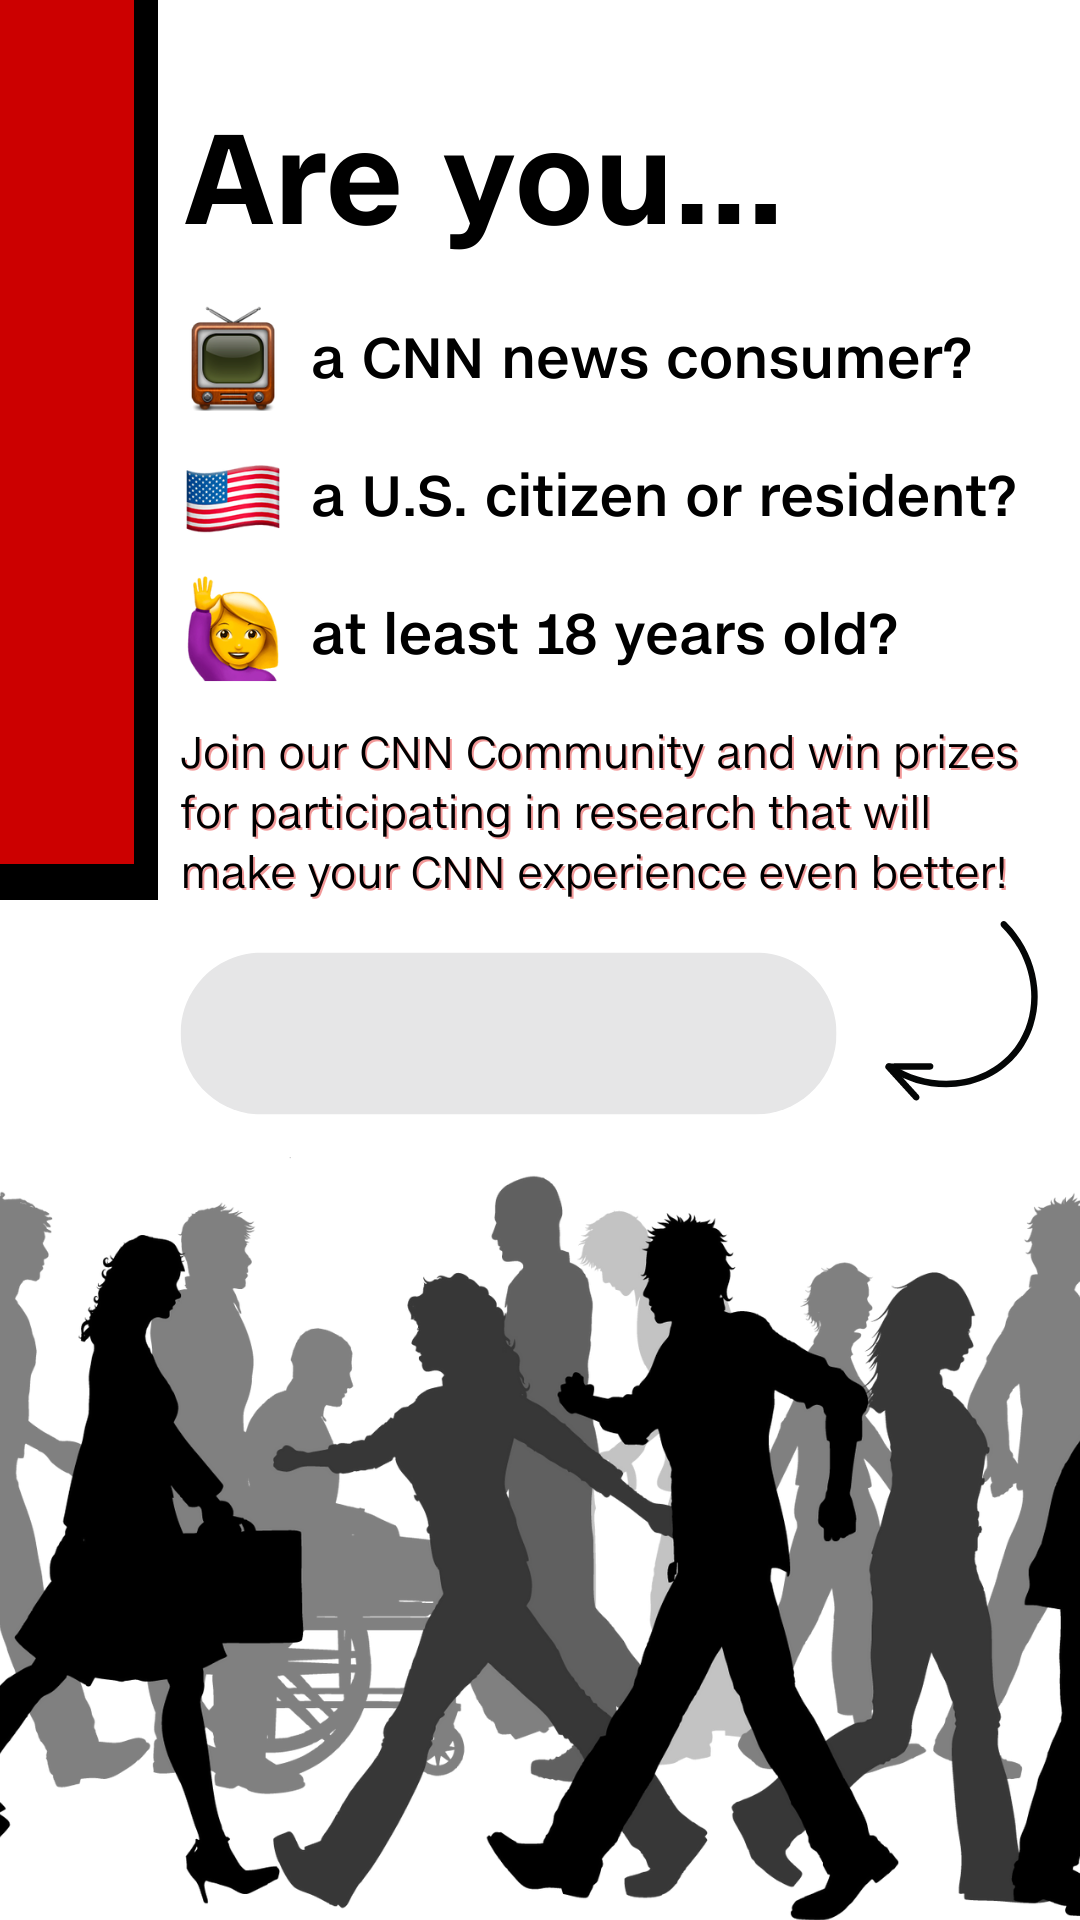 Are you...
a CNN news consumer?
a U.S. citizen or resident?
at least 18 years old?
Join our CNN Community and win prizes
for participating in research that will
make your CNN experience even better!